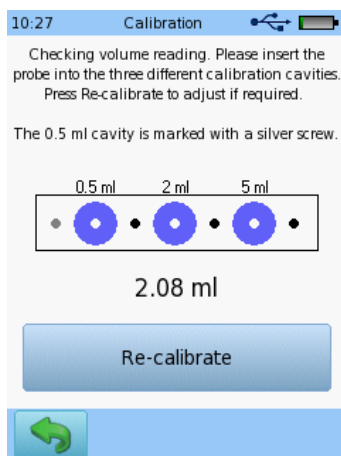 10:27 Calibration
Checking volume reading. Please insert the
probe into the three different calibration cavities.
Press Re-calibrate to adjust if required.
The 0.5 ml cavity is marked with a silver screw.
0.5 ml 2 ml 5 ml
2.08 ml
Re-calibrate